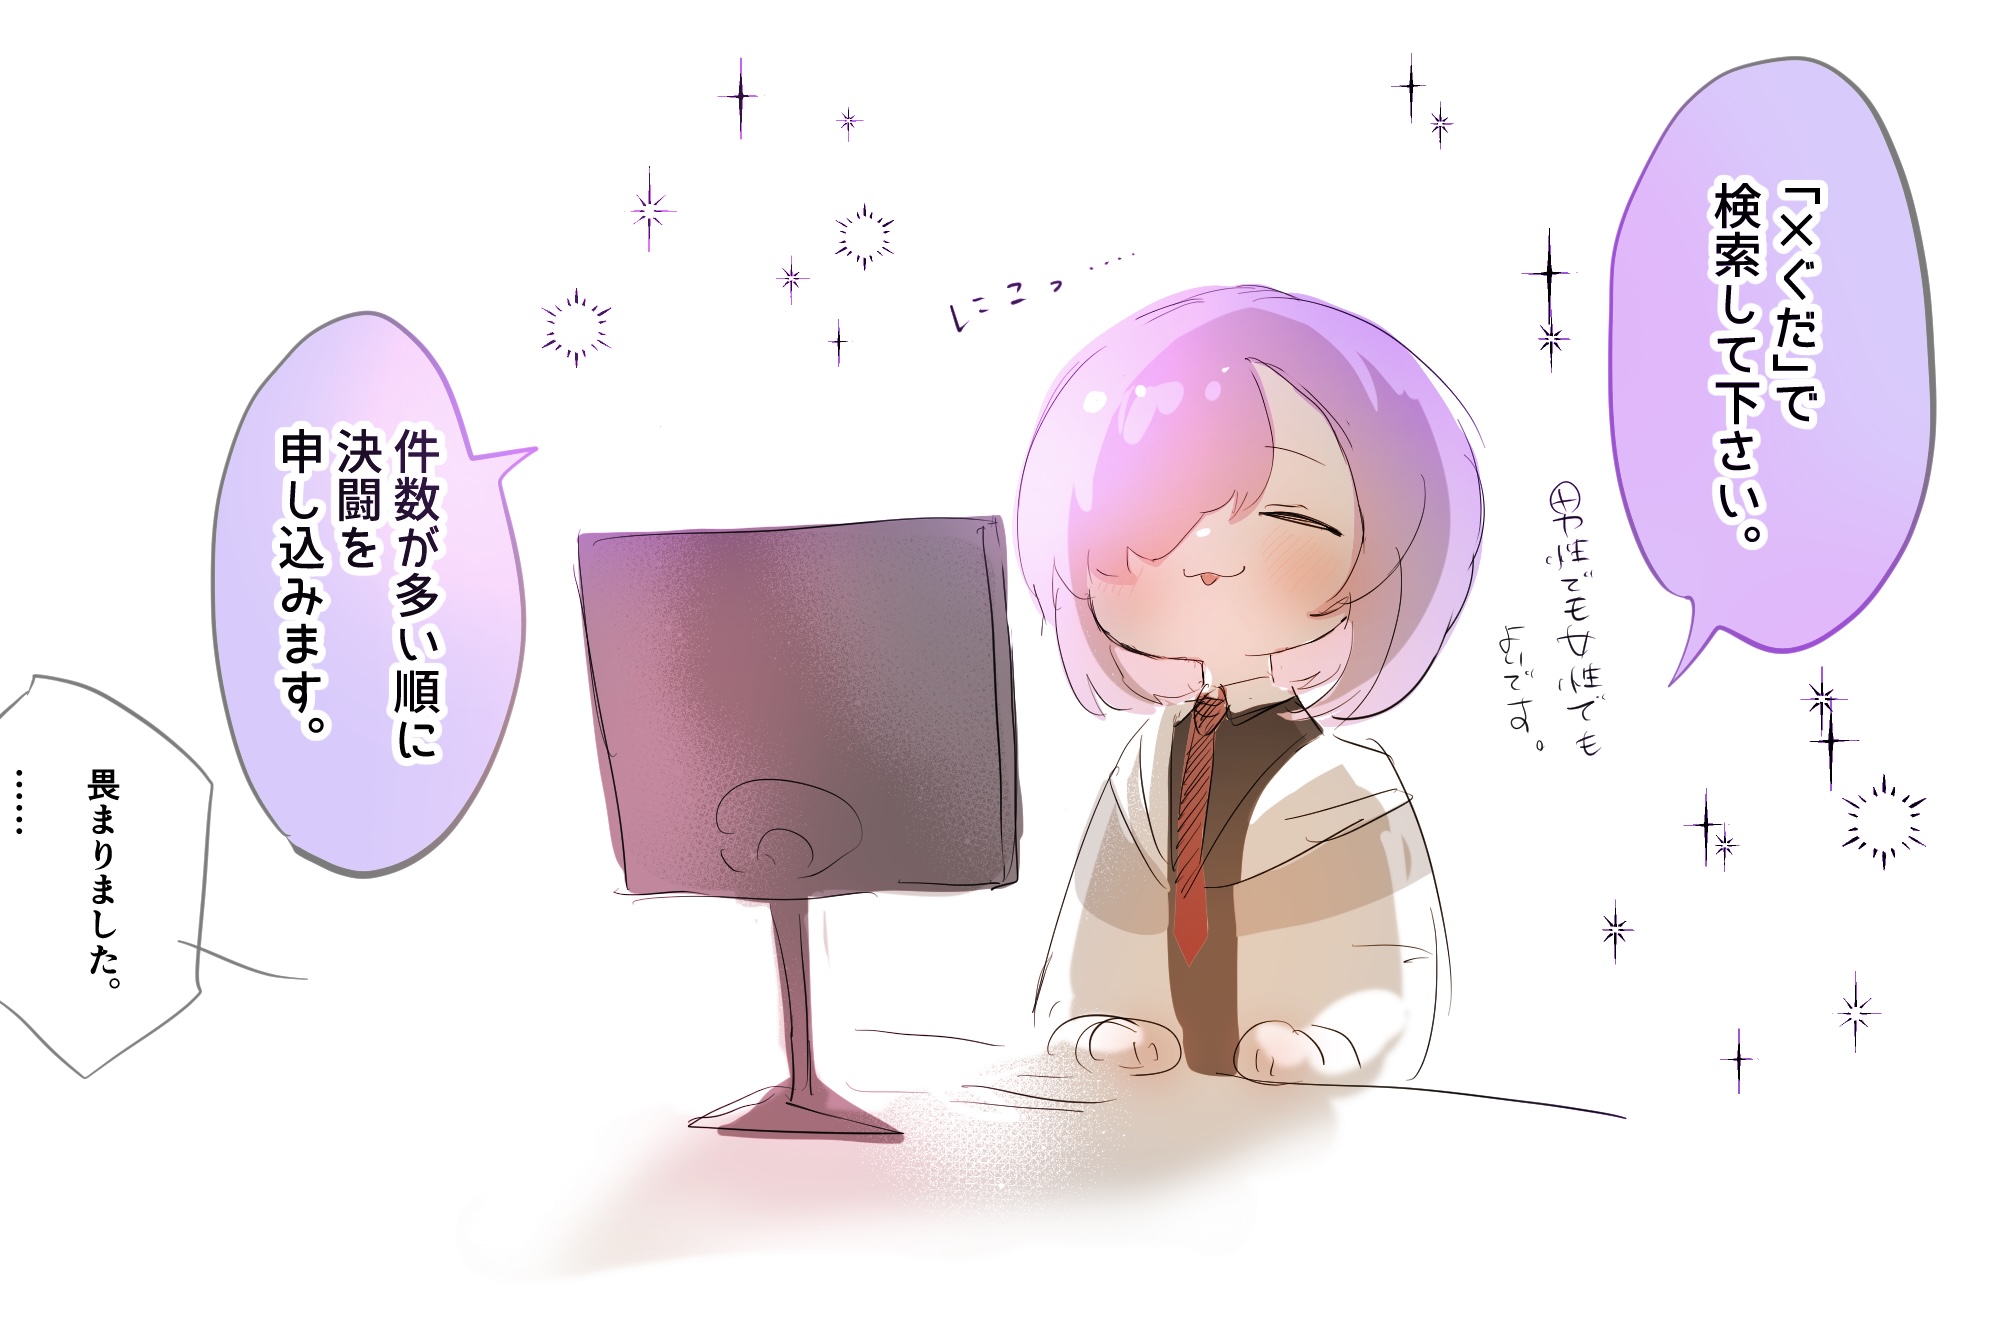 「×ぐだ」で
検索して下さい。
男性でも女性でも
よいです。
にこっ……
件数が多い順に
決闘を
申し込みます。
畏まりました。
……